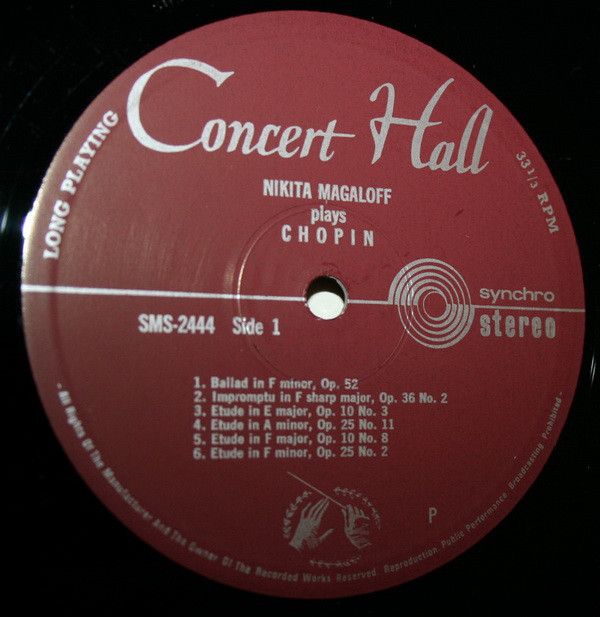 Concert Hall
LONG PLAYING
33 1/3 RPM
NIKITA MAGALOFF
plays
CHOPIN
synchro
stereo
SMS-2444 Side 1
1. Ballad in F minor, Op. 52
2. Impromptu in F sharp major, Op. 36 No. 2
3. Etude in E major, Op. 10 No. 3
4. Etude in A minor, Op. 25 No. 11
5. Etude in F major, Op. 10 No. 8
6. Etude in F minor, Op. 25 No. 2
P
- All Rights Of The Manufacturer And The Owner Of The Recorded Works Reserved. Reproduction. Public Performance. Broadcasting. Prohibited. -